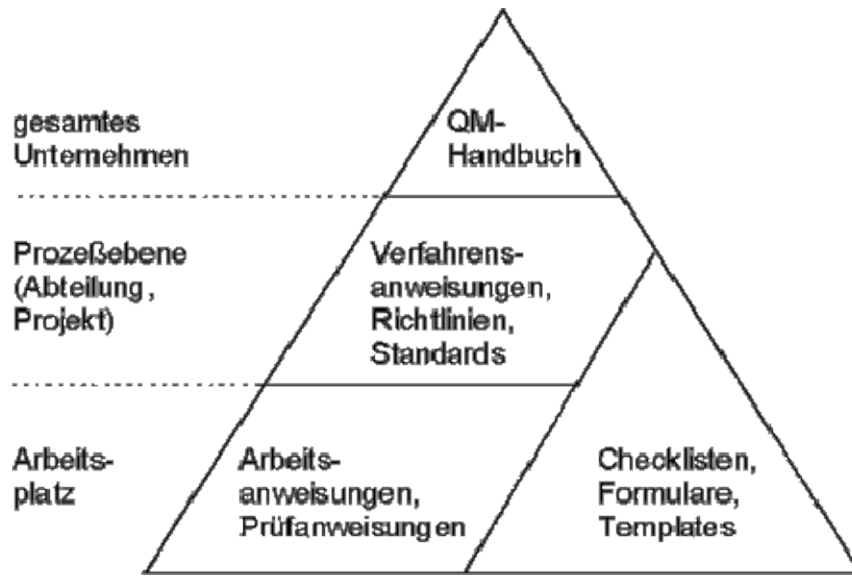 gesamtes
Unternehmen
QM-
Handbuch
Prozeßebene
(Abteilung,
Projekt)
Verfahrens-
anweisungen,
Richtlinien,
Standards
Arbeits-
platz
Arbeits-
anweisungen,
Prüfanweisungen
Checklisten,
Formulare,
Templates